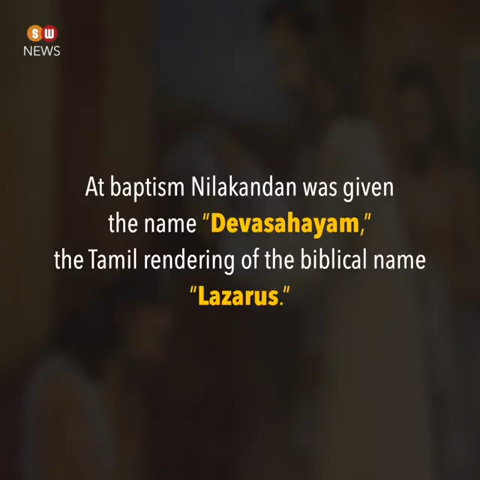 SW
NEWS
At baptism Nilakandan was given
the name “Devasahayam,”
the Tamil rendering of the biblical name
“Lazarus.”